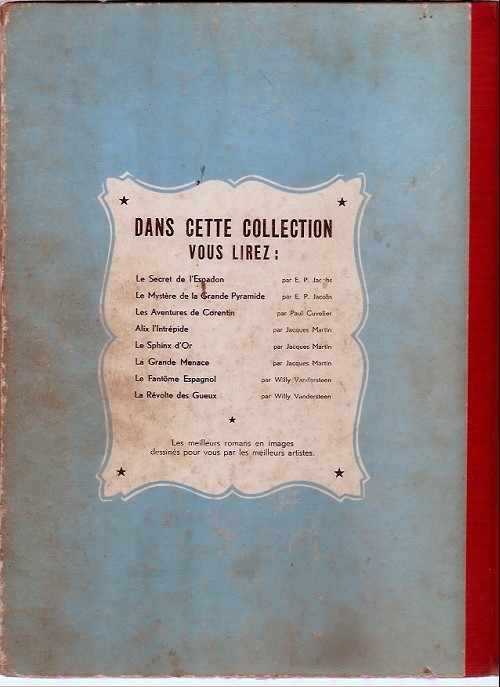 DANS CETTE COLLECTION
VOUS LIREZ :
Le Secret de l'Espadon par E. P. Jacobs
Le Mystère de la Grande Pyramide par E. P. Jacobs
Les Aventures de Corentin par Paul Cuvelier
Alix l'Intrépide par Jacques Martin
Le Sphinx d'Or par Jacques Martin
La Grande Menace par Jacques Martin
Le Fantôme Espagnol par Willy Vandersteen
La Révolte des Gueux par Willy Vandersteen
Les meilleurs romans en images
dessinés pour vous par les meilleurs artistes.